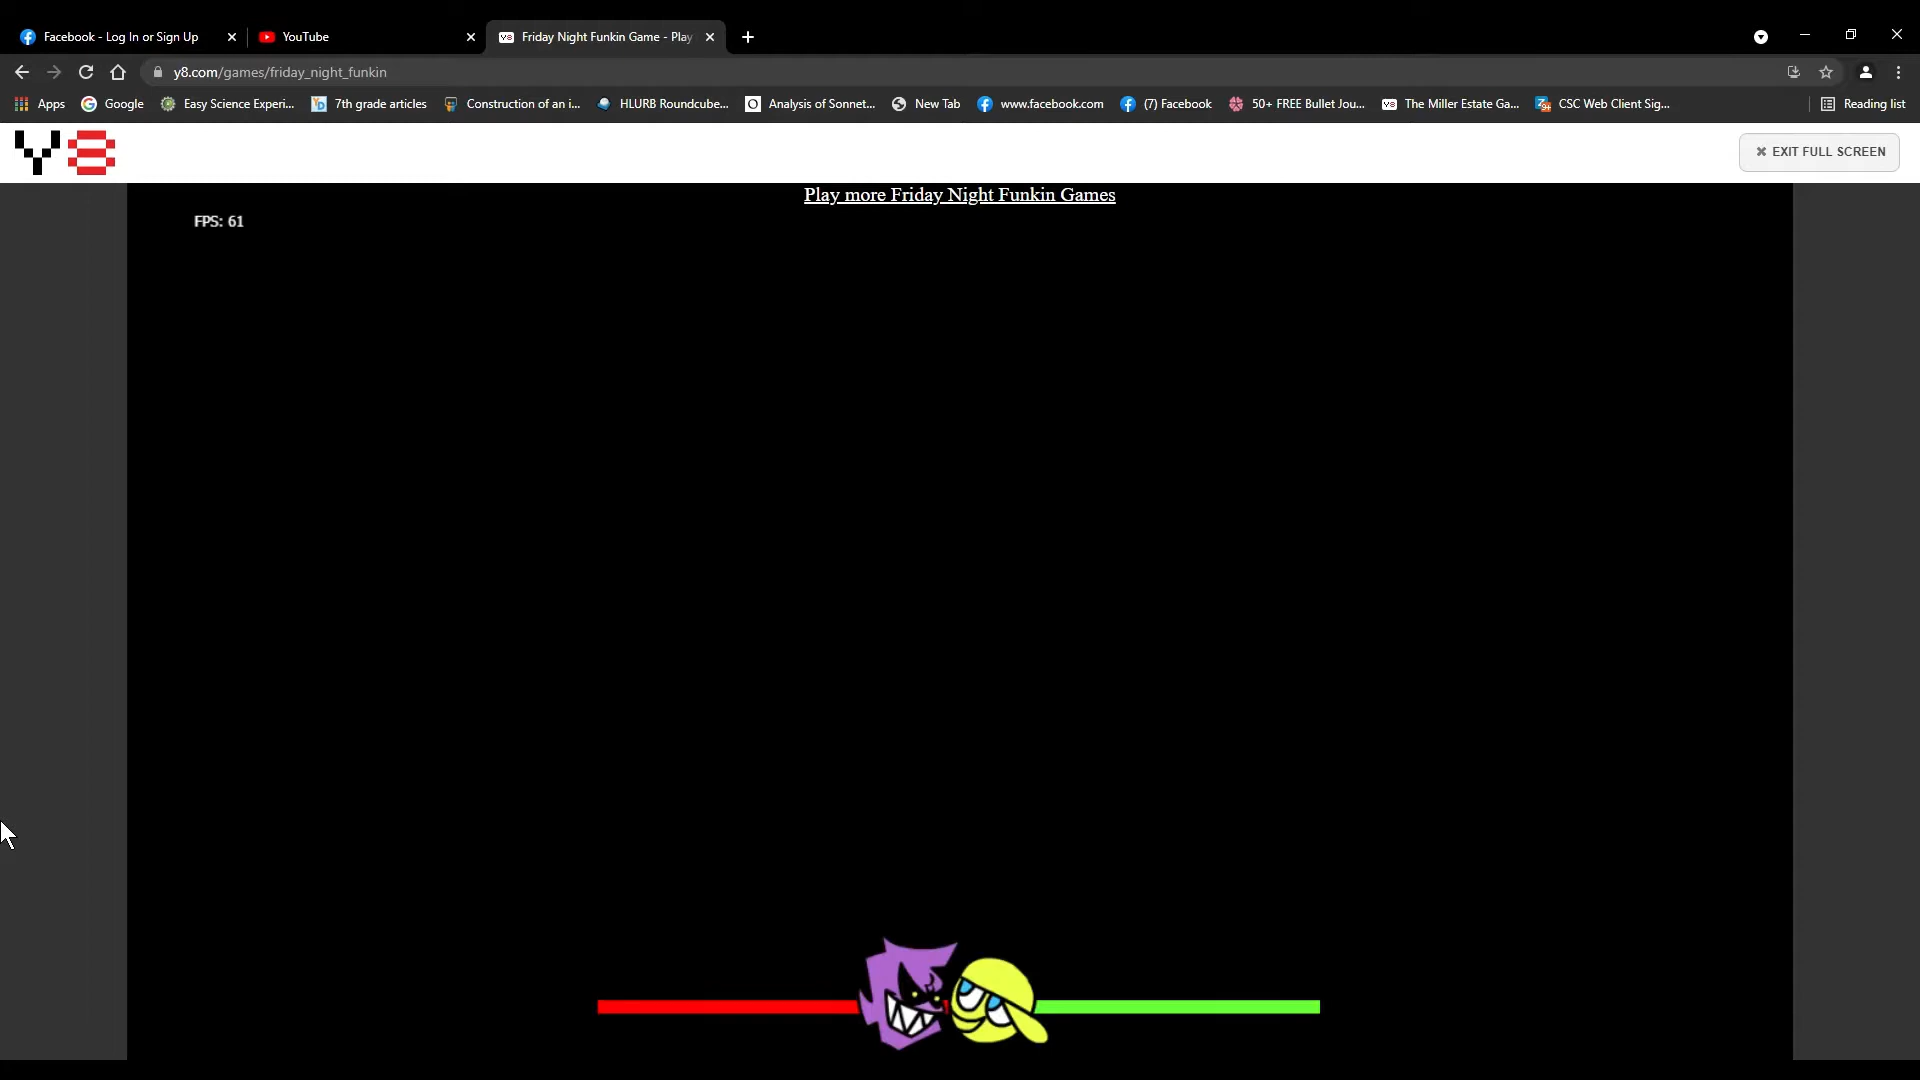 Facebook - Log In or Sign Up
YouTube
Friday Night Funkin Game - Play
y8.com/games/friday_night_funkin
Apps
Google
Easy Science Experi...
7th grade articles
Construction of an i...
HLURB Roundcube...
Analysis of Sonnet...
New Tab
www.facebook.com
(7) Facebook
50+ FREE Bullet Jou...
The Miller Estate Ga...
CSC Web Client Sig...
Reading list
Y8
EXIT FULL SCREEN
Play more Friday Night Funkin Games
FPS: 61